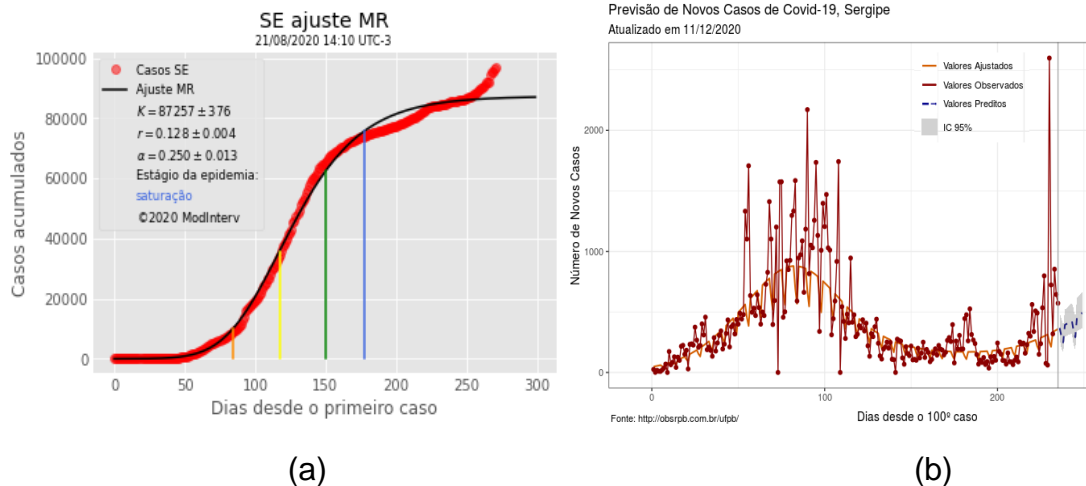 SE ajuste MR
21/08/2020 14:10 UTC-3
Casos SE
Ajuste MR
K = 87257 ± 376
r = 0.128 ± 0.004
α = 0.250 ± 0.013
Estágio da epidemia:
saturação
©2020 ModInterv
Casos acumulados
100000
80000
60000
40000
20000
0
0 50 100 150 200 250 300
Dias desde o primeiro caso
(a)
Previsão de Novos Casos de Covid-19, Sergipe
Atualizado em 11/12/2020
Valores Ajustados
Valores Observados
Valores Preditos
IC 95%
Número de Novos Casos
2000
1000
0
0 100 200
Fonte: http://obsrpb.com.br/ufpb/
Dias desde o 100º caso
(b)